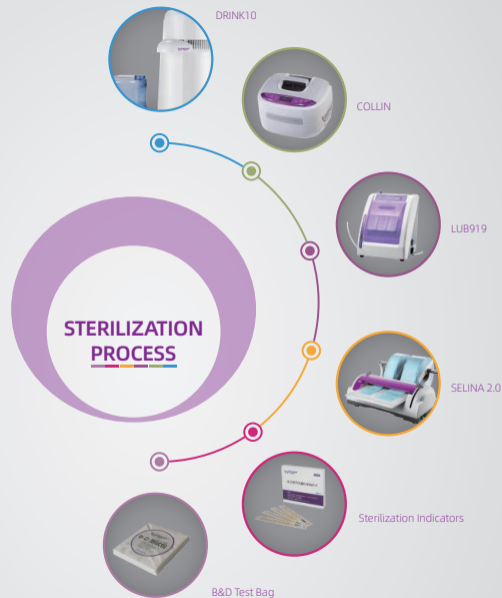 DRINK10
COLLIN
LUB919
STERILIZATION
PROCESS
SELINA 2.0
Sterilization Indicators
B&D Test Bag